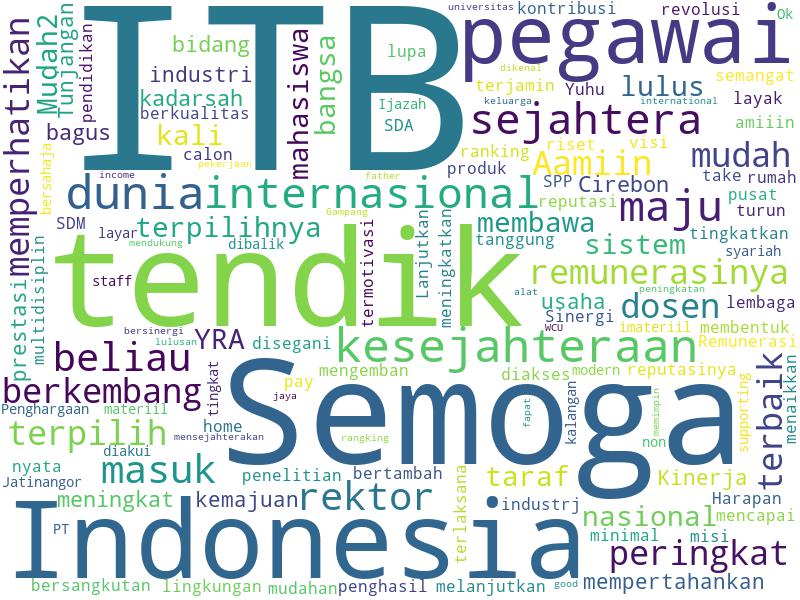 universitas
kontribusi
revolusi
Ok
memperhatikan
Mudah2
Tunjangan
pendidikan
ITB
bidang
mahasiswa
bangsa
lupa
pegawai
dikenal
semangat
industri
kadarsah
berkualitas
Ijazah
SDA
terjamin
Yuhu
lulus
keluarga
international
layak
bagus
kali
calon
sejahtera
amiiin
pekerjaan
ranking
riset
visi
Aamiin
mudah
produk
bersahaja
income
father
take
rumah
dunia
internasional
SPP
Cirebon
reputasi
maju
pusat
turun
SDM
layar
terpilihnya
Gampang
membawa
tanggung
sistem
tingkatkan
syariah
mendukung
dibalik
termotivasi
Lanjutkan
meningkatkan
prestasi
multidisiplin
tendik
staff
remunerasinya
alat
peningkatan
usaha
dosen
lembaga
Sinergi
WCU
imateriil
membentuk
bersinergi
lulusan
YRA
disegani
kesejahteraan
Remunerasi
beliau
berkembang
tingkat
pay
mengemban
diakses
modern
reputasinya
terbaik
menaikkan
supporting
memimpin
kalangan
fapat
jaya
Semoga
Penghargaan
materiil
home
terpilih
mensejahterakan
rangking
diakui
non
nyata
Jatinangor
masuk
penelitian
bertambah
terlaksana
taraf
Kinerja
meningkat
kemajuan
rektor
industrj
Harapan
PT
Indonesia
nasional
mencapai
minimal
misi
peringkat
bersangkutan
lingkungan
mudahan
penghasil
melanjutkan
good
mempertahankan